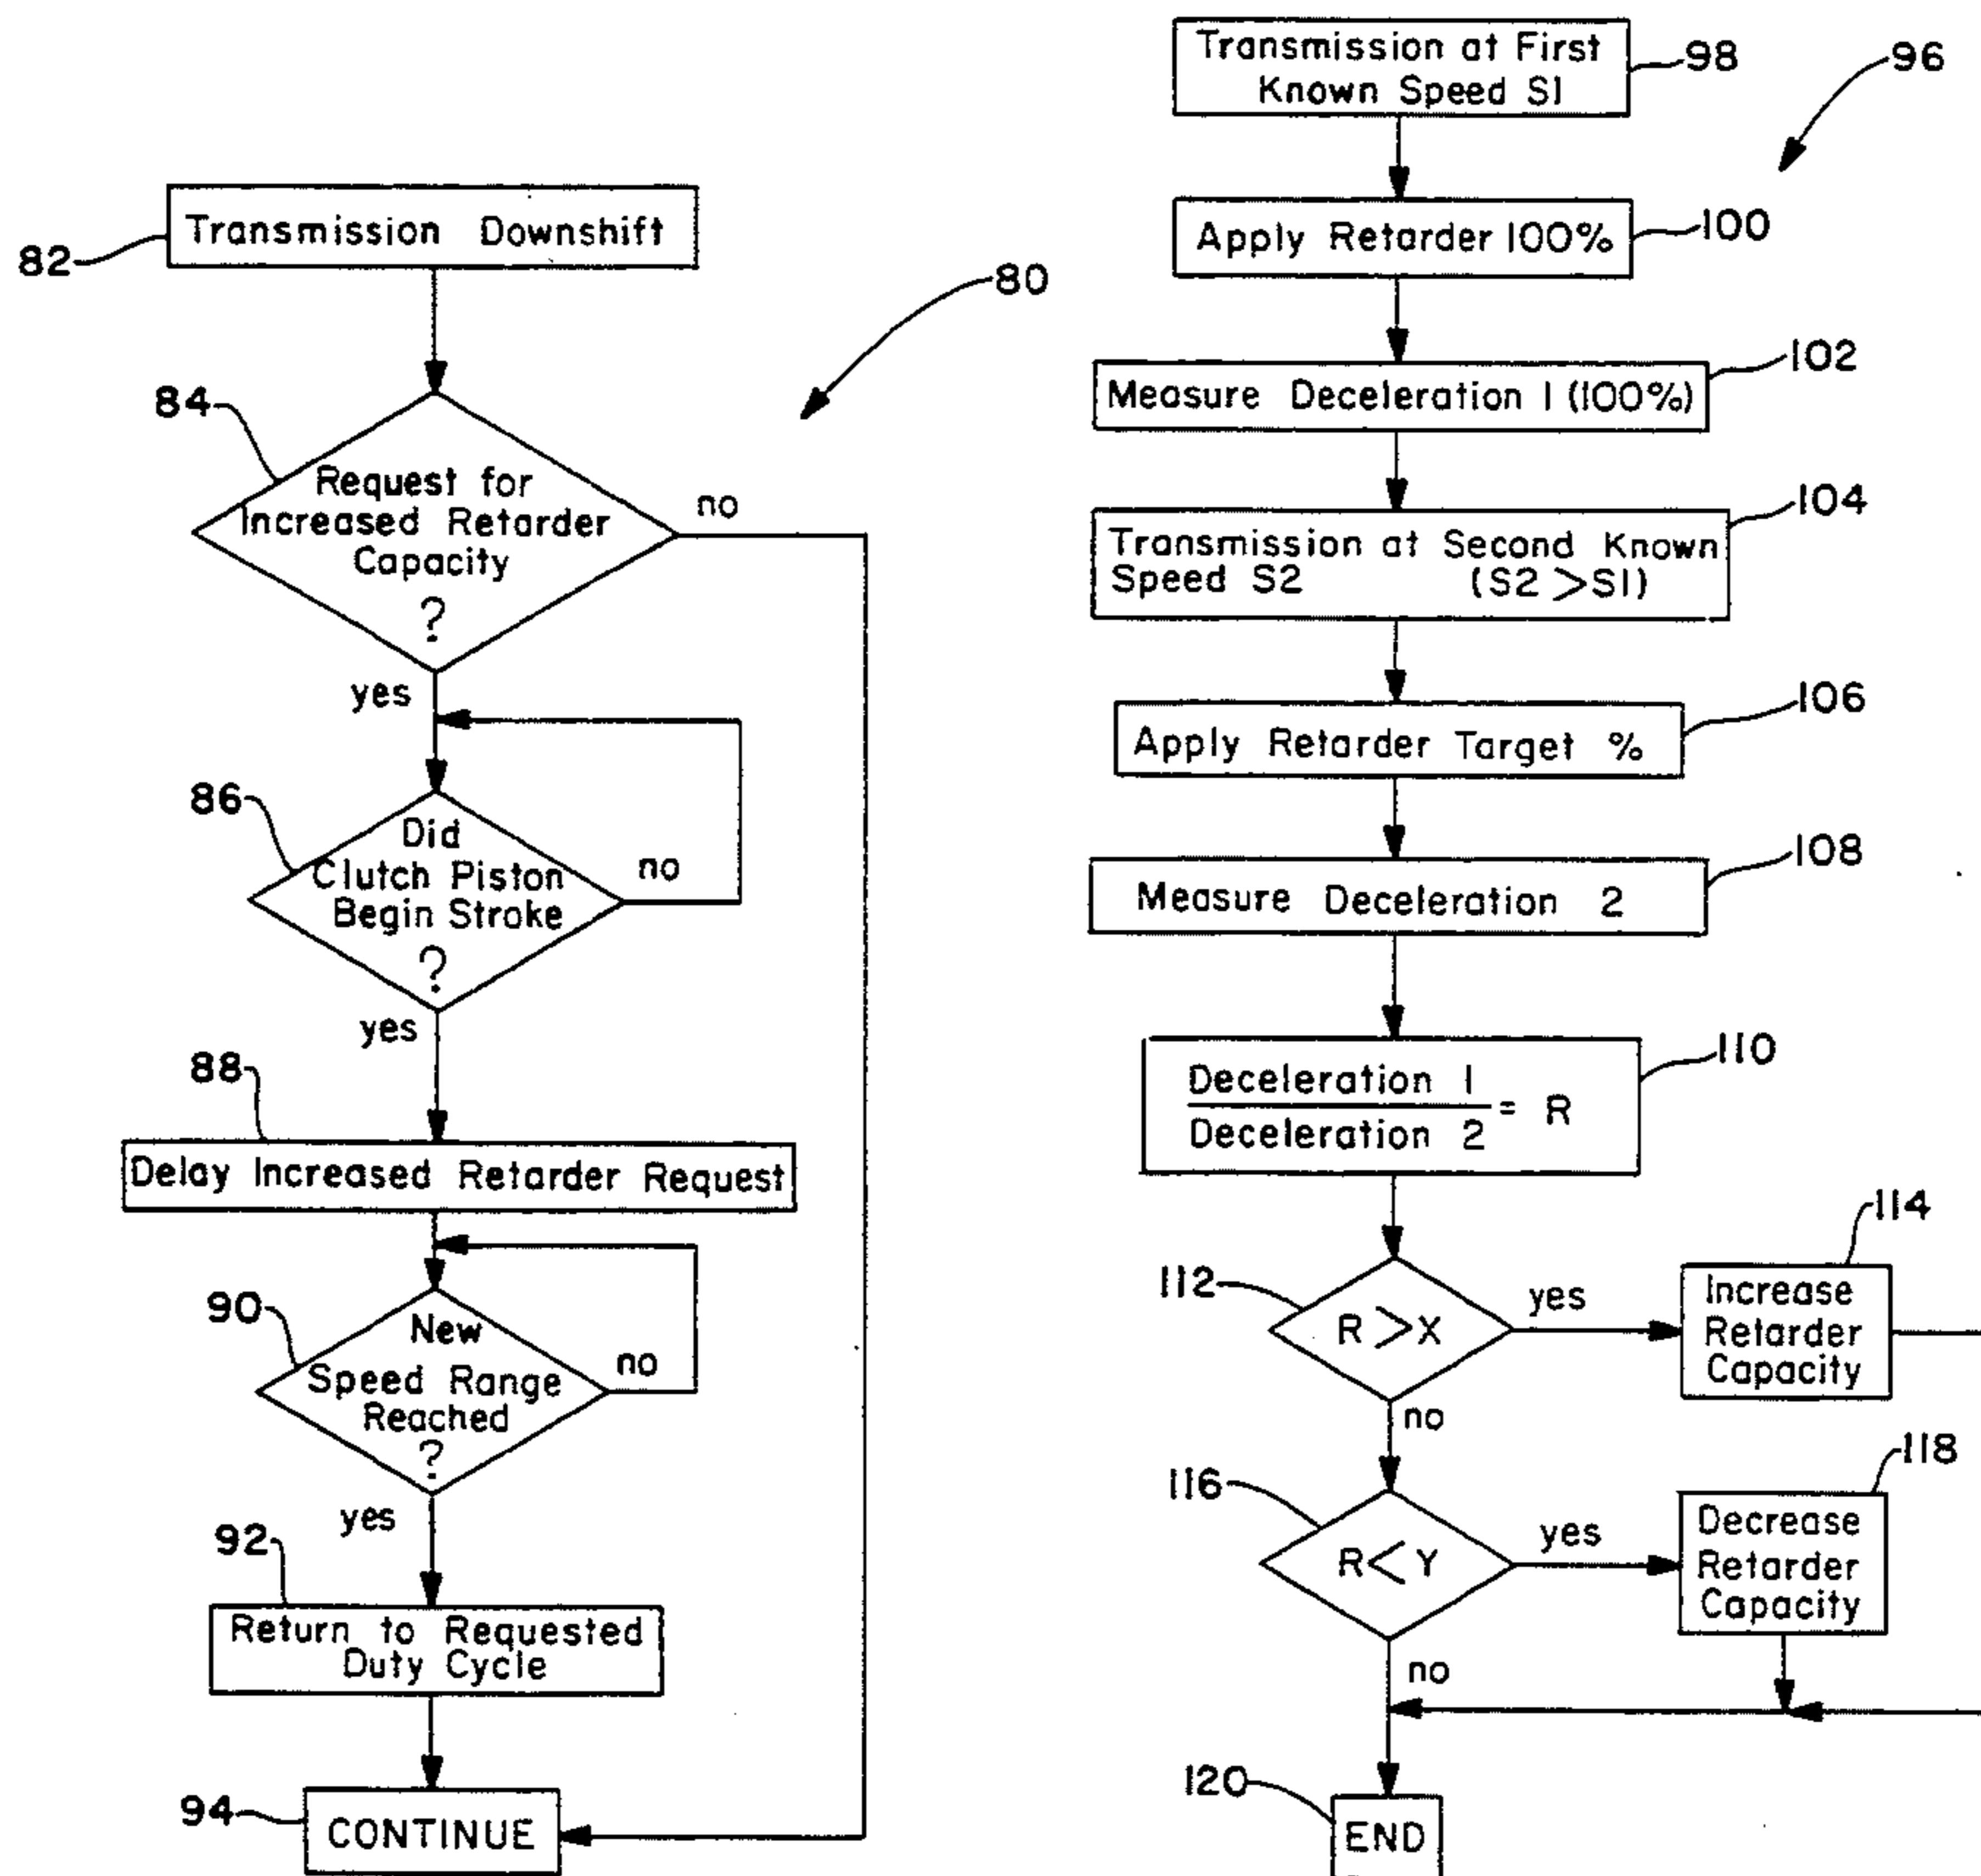 82
Transmission Downshift
80
84
Request for
Increased Retarder
Capacity
?
no
yes
86
Did
Clutch Piston
Begin Stroke
?
no
yes
88
Delay Increased Retarder Request
90
New
Speed Range
Reached
?
no
yes
92
Return to Requested
Duty Cycle
94
CONTINUE
Transmission at First
Known Speed S1
98
96
Apply Retarder 100%
100
102
Measure Deceleration 1 (100%)
104
Transmission at Second Known
Speed S2 (S2 > S1)
106
Apply Retarder Target %
108
Measure Deceleration 2
110
Deceleration 1
Deceleration 2
= R
112
R > X
yes
no
114
Increase
Retarder
Capacity
116
R < Y
yes
no
118
Decrease
Retarder
Capacity
120
END